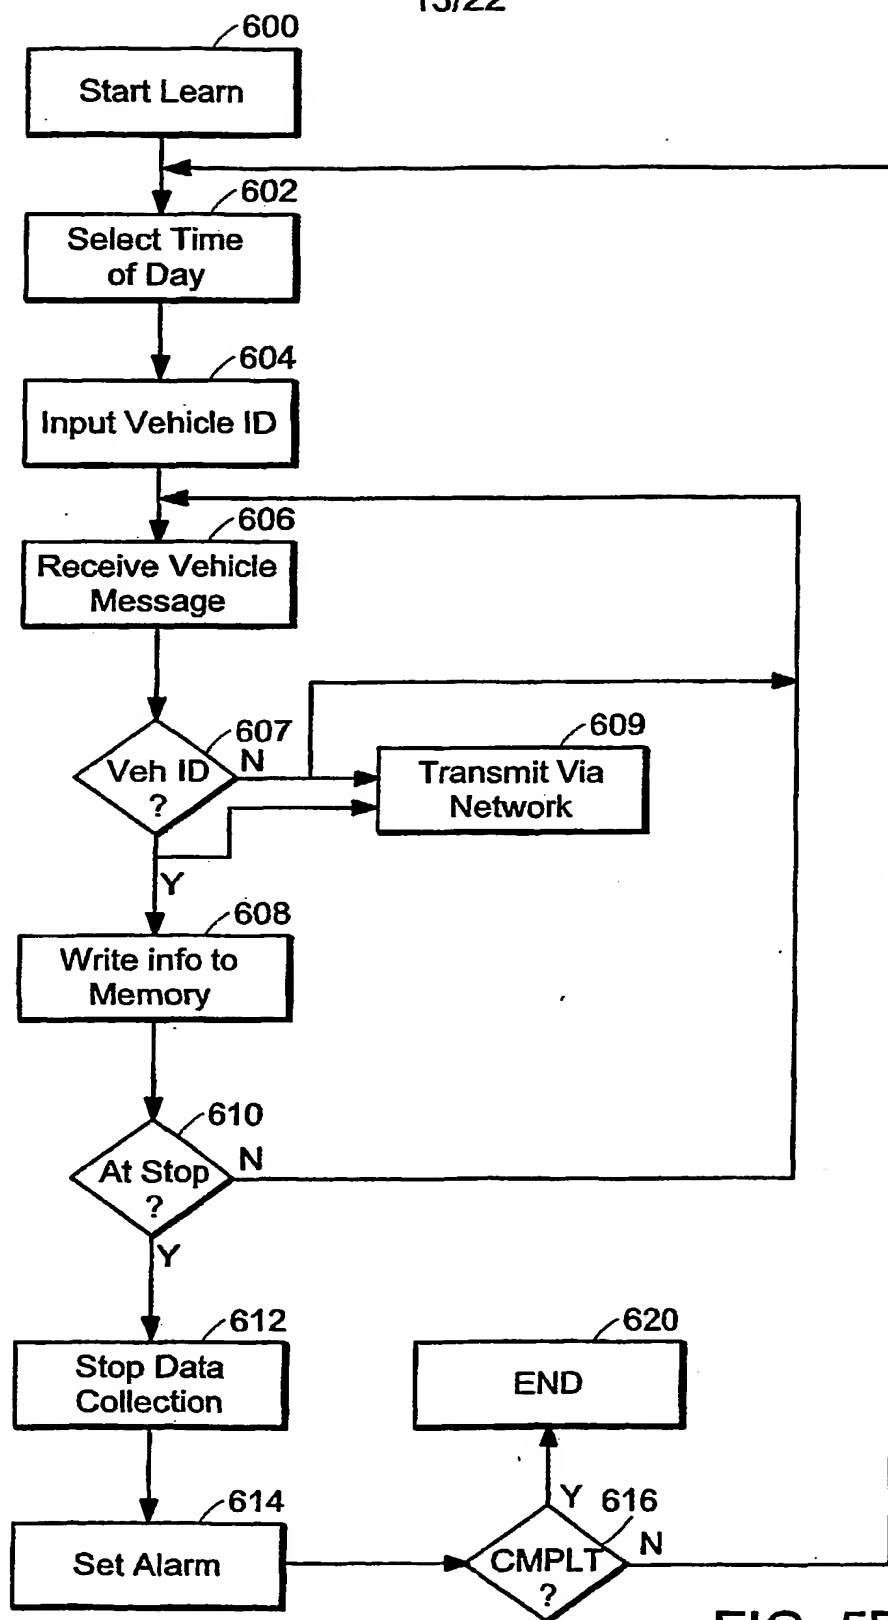 13/22
600
Start Learn
602
Select Time
of Day
604
Input Vehicle ID
606
Receive Vehicle
Message
607
Veh ID
?
N
609
Transmit Via
Network
Y
608
Write info to
Memory
610
At Stop
?
N
Y
612
Stop Data
Collection
620
END
614
Set Alarm
Y
616
CMPLT
?
N